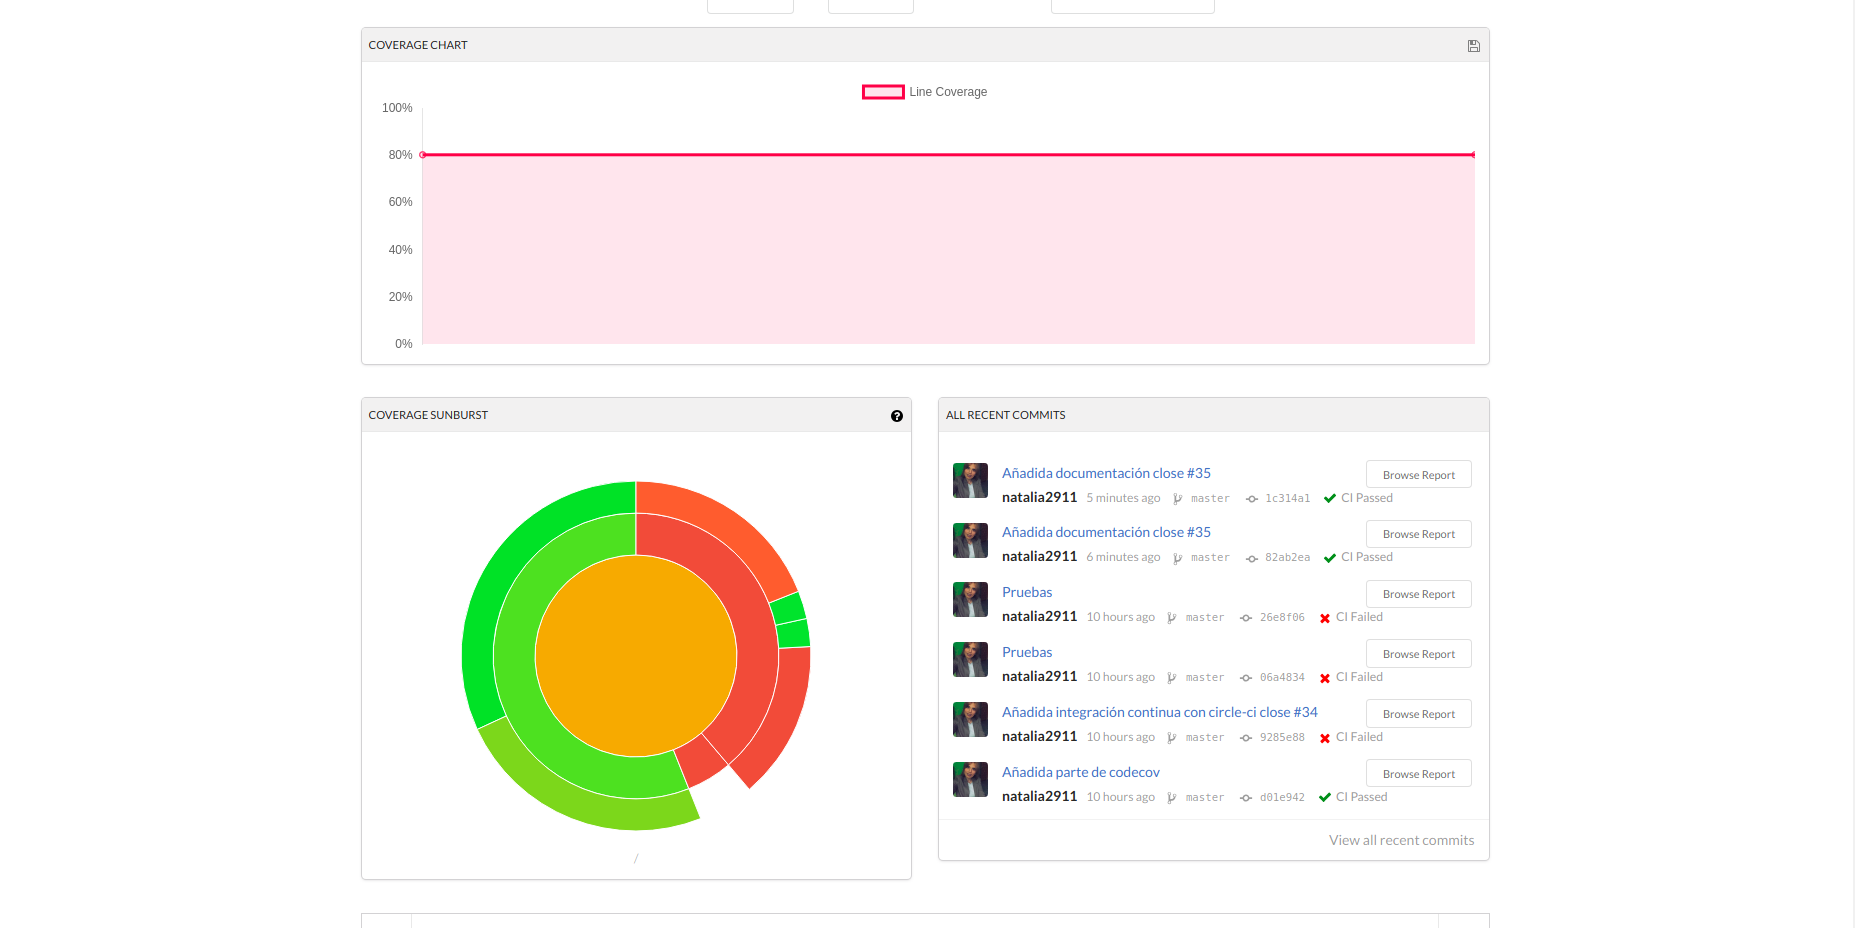 COVERAGE CHART
Line Coverage
100%
80%
60%
40%
20%
0%
COVERAGE SUNBURST
/
ALL RECENT COMMITS
Añadida documentación close #35
Browse Report
natalia2911 5 minutes ago master 1c314a1 CI Passed
Añadida documentación close #35
Browse Report
natalia2911 6 minutes ago master 82ab2ea CI Passed
Pruebas
Browse Report
natalia2911 10 hours ago master 26e8f06 CI Failed
Pruebas
Browse Report
natalia2911 10 hours ago master 06a4834 CI Failed
Añadida integración continua con circle-ci close #34
Browse Report
natalia2911 10 hours ago master 9285e88 CI Failed
Añadida parte de codecov
Browse Report
natalia2911 10 hours ago master d01e942 CI Passed
View all recent commits